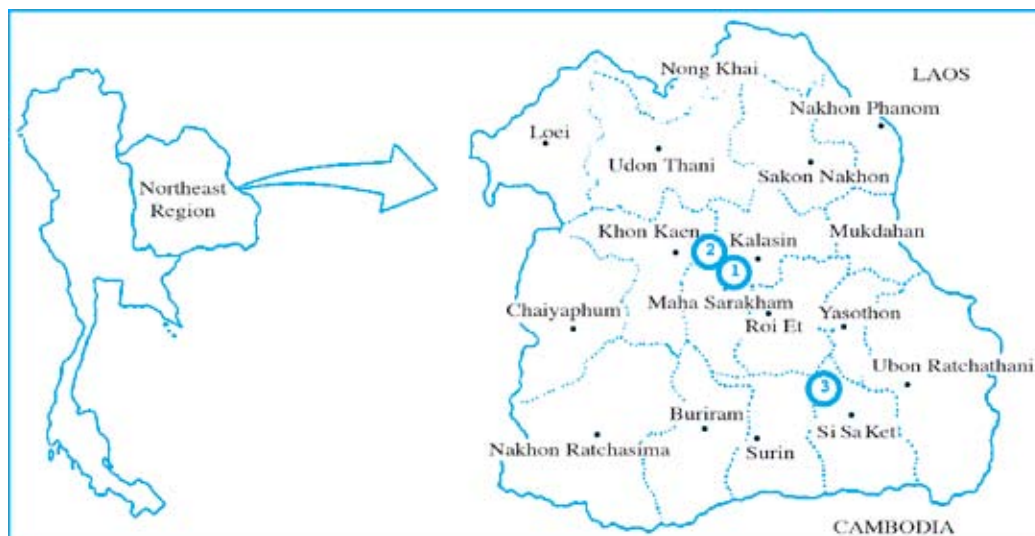 Northeast
Region
Nong Khai
LAOS
Nakhon Phanom
Loei
Udon Thani
Sakon Nakhon
Khon Kaen
2
Kalasin
Mukdahan
1
Chaiyaphum
Maha Sarakham
Roi Et
Yasothon
Ubon Ratchathani
3
Buriram
Si Sa Ket
Nakhon Ratchasima
Surin
CAMBODIA